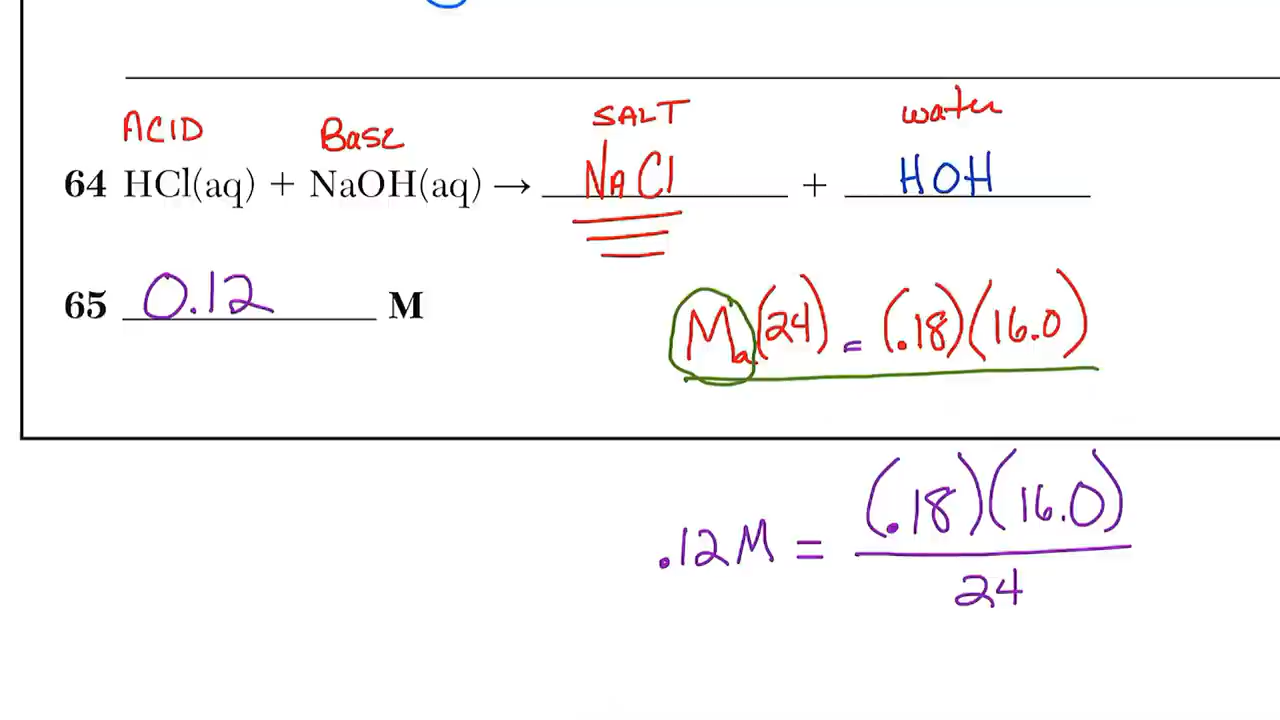 ACID Base SALT water
64 HCl(aq) + NaOH(aq) → NaCl + HOH
65 0.12 M
Ma(24) = (.18)(16.0)
(.18)(16.0)
.12M =
24